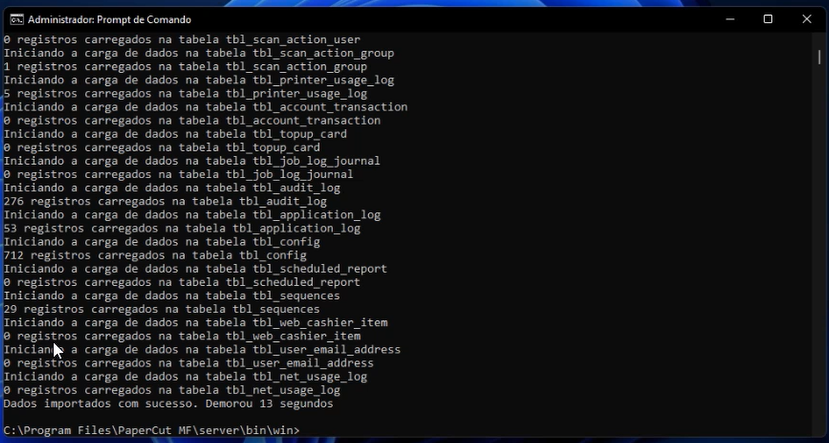 Administrador: Prompt de Comando
0 registros carregados na tabela tbl_scan_action_user
Iniciando a carga de dados na tabela tbl_scan_action_group
1 registros carregados na tabela tbl_scan_action_group
Iniciando a carga de dados na tabela tbl_printer_usage_log
5 registros carregados na tabela tbl_printer_usage_log
Iniciando a carga de dados na tabela tbl_account_transaction
0 registros carregados na tabela tbl_account_transaction
Iniciando a carga de dados na tabela tbl_topup_card
0 registros carregados na tabela tbl_topup_card
Iniciando a carga de dados na tabela tbl_job_log_journal
0 registros carregados na tabela tbl_job_log_journal
Iniciando a carga de dados na tabela tbl_audit_log
276 registros carregados na tabela tbl_audit_log
Iniciando a carga de dados na tabela tbl_application_log
53 registros carregados na tabela tbl_application_log
Iniciando a carga de dados na tabela tbl_config
712 registros carregados na tabela tbl_config
Iniciando a carga de dados na tabela tbl_scheduled_report
0 registros carregados na tabela tbl_scheduled_report
Iniciando a carga de dados na tabela tbl_sequences
29 registros carregados na tabela tbl_sequences
Iniciando a carga de dados na tabela tbl_web_cashier_item
0 registros carregados na tabela tbl_web_cashier_item
Iniciando a carga de dados na tabela tbl_user_email_address
0 registros carregados na tabela tbl_user_email_address
Iniciando a carga de dados na tabela tbl_net_usage_log
0 registros carregados na tabela tbl_net_usage_log
Dados importados com sucesso. Demorou 13 segundos
C:\Program Files\PaperCut MF\server\bin\win>